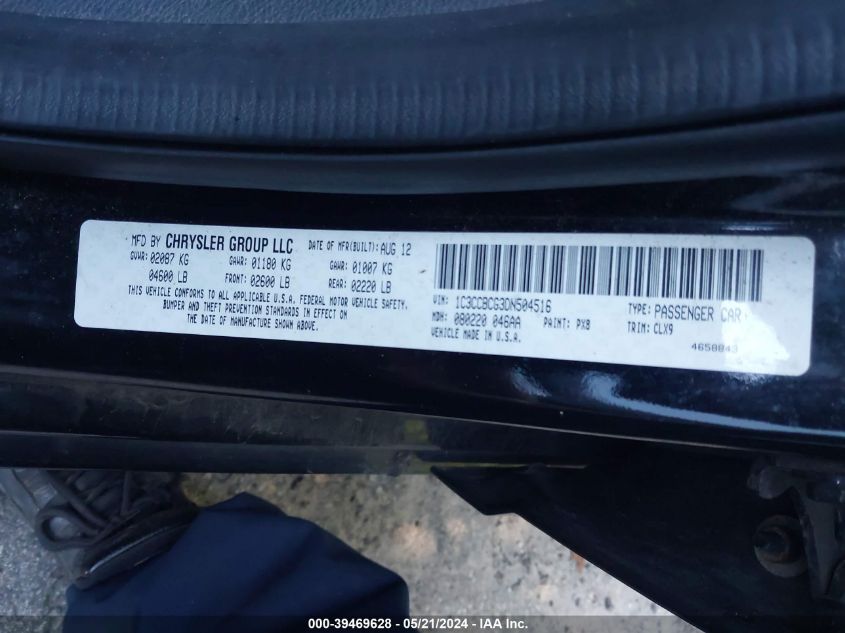 MFD BY CHRYSLER GROUP LLC DATE OF MFR(BUILT): AUG 12
GVWR: 02087 KG GAWR: 01180 KG GAWR: 01007 KG
04600 LB FRONT: 02600 LB REAR: 02220 LB
THIS VEHICLE CONFORMS TO ALL APPLICABLE U.S.A. FEDERAL MOTOR VEHICLE SAFETY,
BUMPER AND THEFT PREVENTION STANDARDS IN EFFECT ON
THE DATE OF MANUFACTURE SHOWN ABOVE.
VIN: 1C3CCBCG3DN504516 TYPE: PASSENGER CAR
MDH: 080220 046AA PAINT: PX8 TRIM: CLX9
VEHICLE MADE IN U.S.A.
4658843
000-39469628 - 05/21/2024 - IAA Inc.